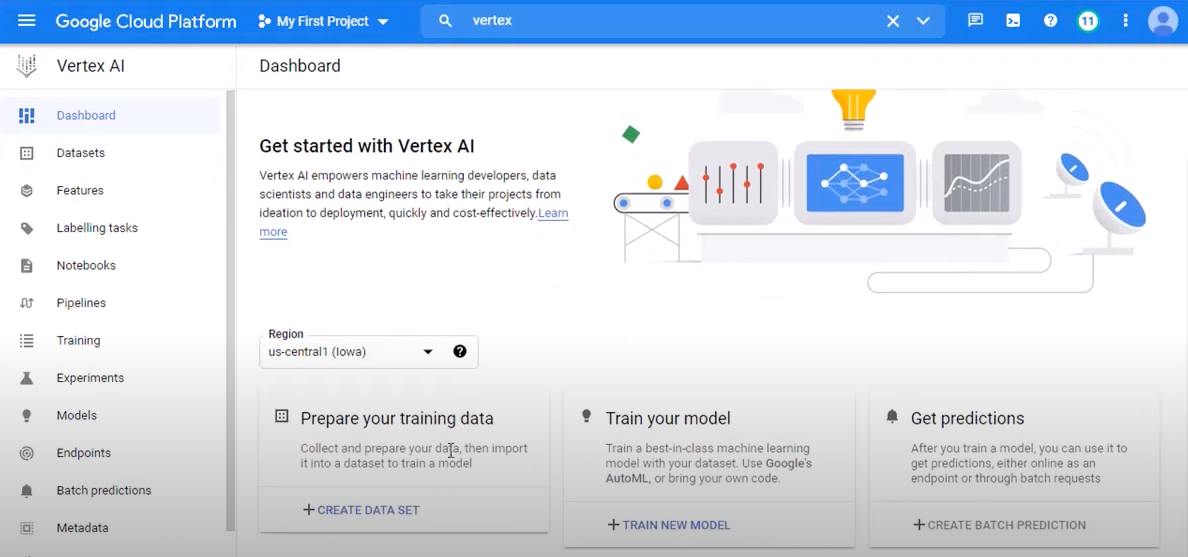 Google Cloud Platform
My First Project
vertex
11
Vertex AI
Dashboard
Dashboard
Datasets
Features
Labelling tasks
Notebooks
Pipelines
Training
Experiments
Models
Endpoints
Batch predictions
Metadata
Get started with Vertex AI
Vertex AI empowers machine learning developers, data
scientists and data engineers to take their projects from
ideation to deployment, quickly and cost-effectively.Learn
more
Region
us-central1 (Iowa)
Prepare your training data
Collect and prepare your data, then import
it into a dataset to train a model
+CREATE DATA SET
Train your model
Train a best-in-class machine learning
model with your dataset. Use Google's
AutoML, or bring your own code.
+TRAIN NEW MODEL
Get predictions
After you train a model, you can use it to
get predictions, either online as an
endpoint or through batch requests
+CREATE BATCH PREDICTION